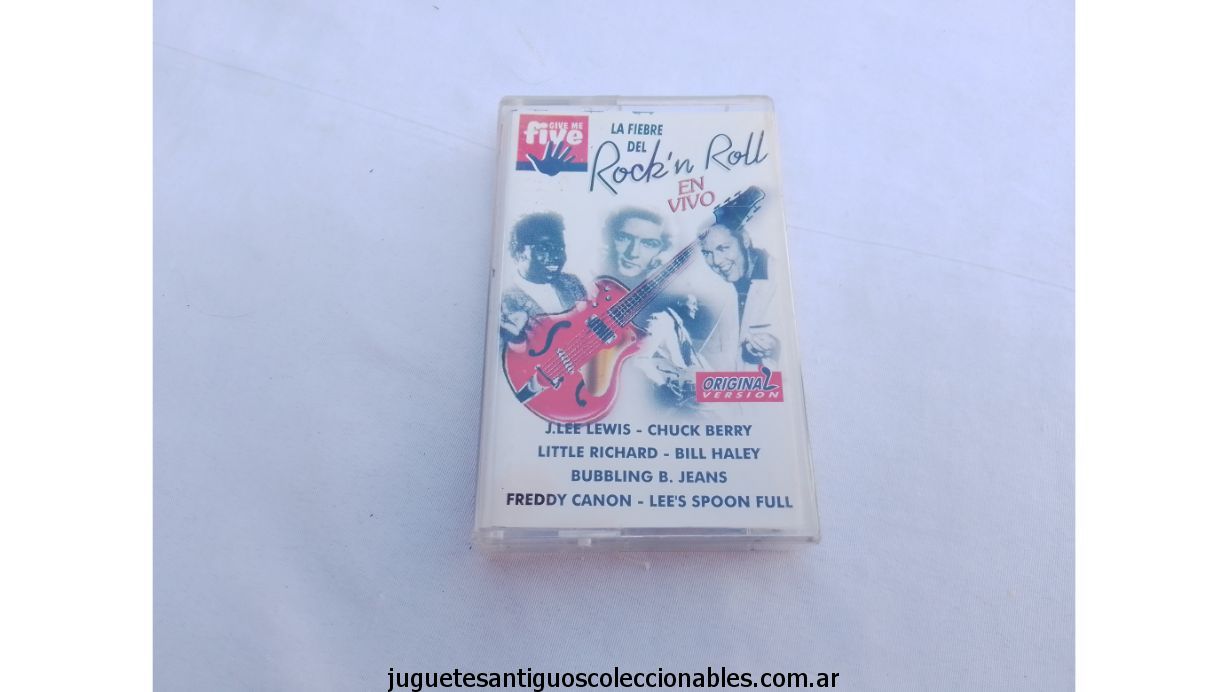 GIVE ME
five
LA FIEBRE
DEL
Rock'n Roll
EN
VIVO
ORIGINAL
VERSION
J.LEE LEWIS - CHUCK BERRY
LITTLE RICHARD - BILL HALEY
BUBBLING B. JEANS
FREDDY CANON - LEE'S SPOON FULL
juguetesantiguoscoleccionables.com.ar